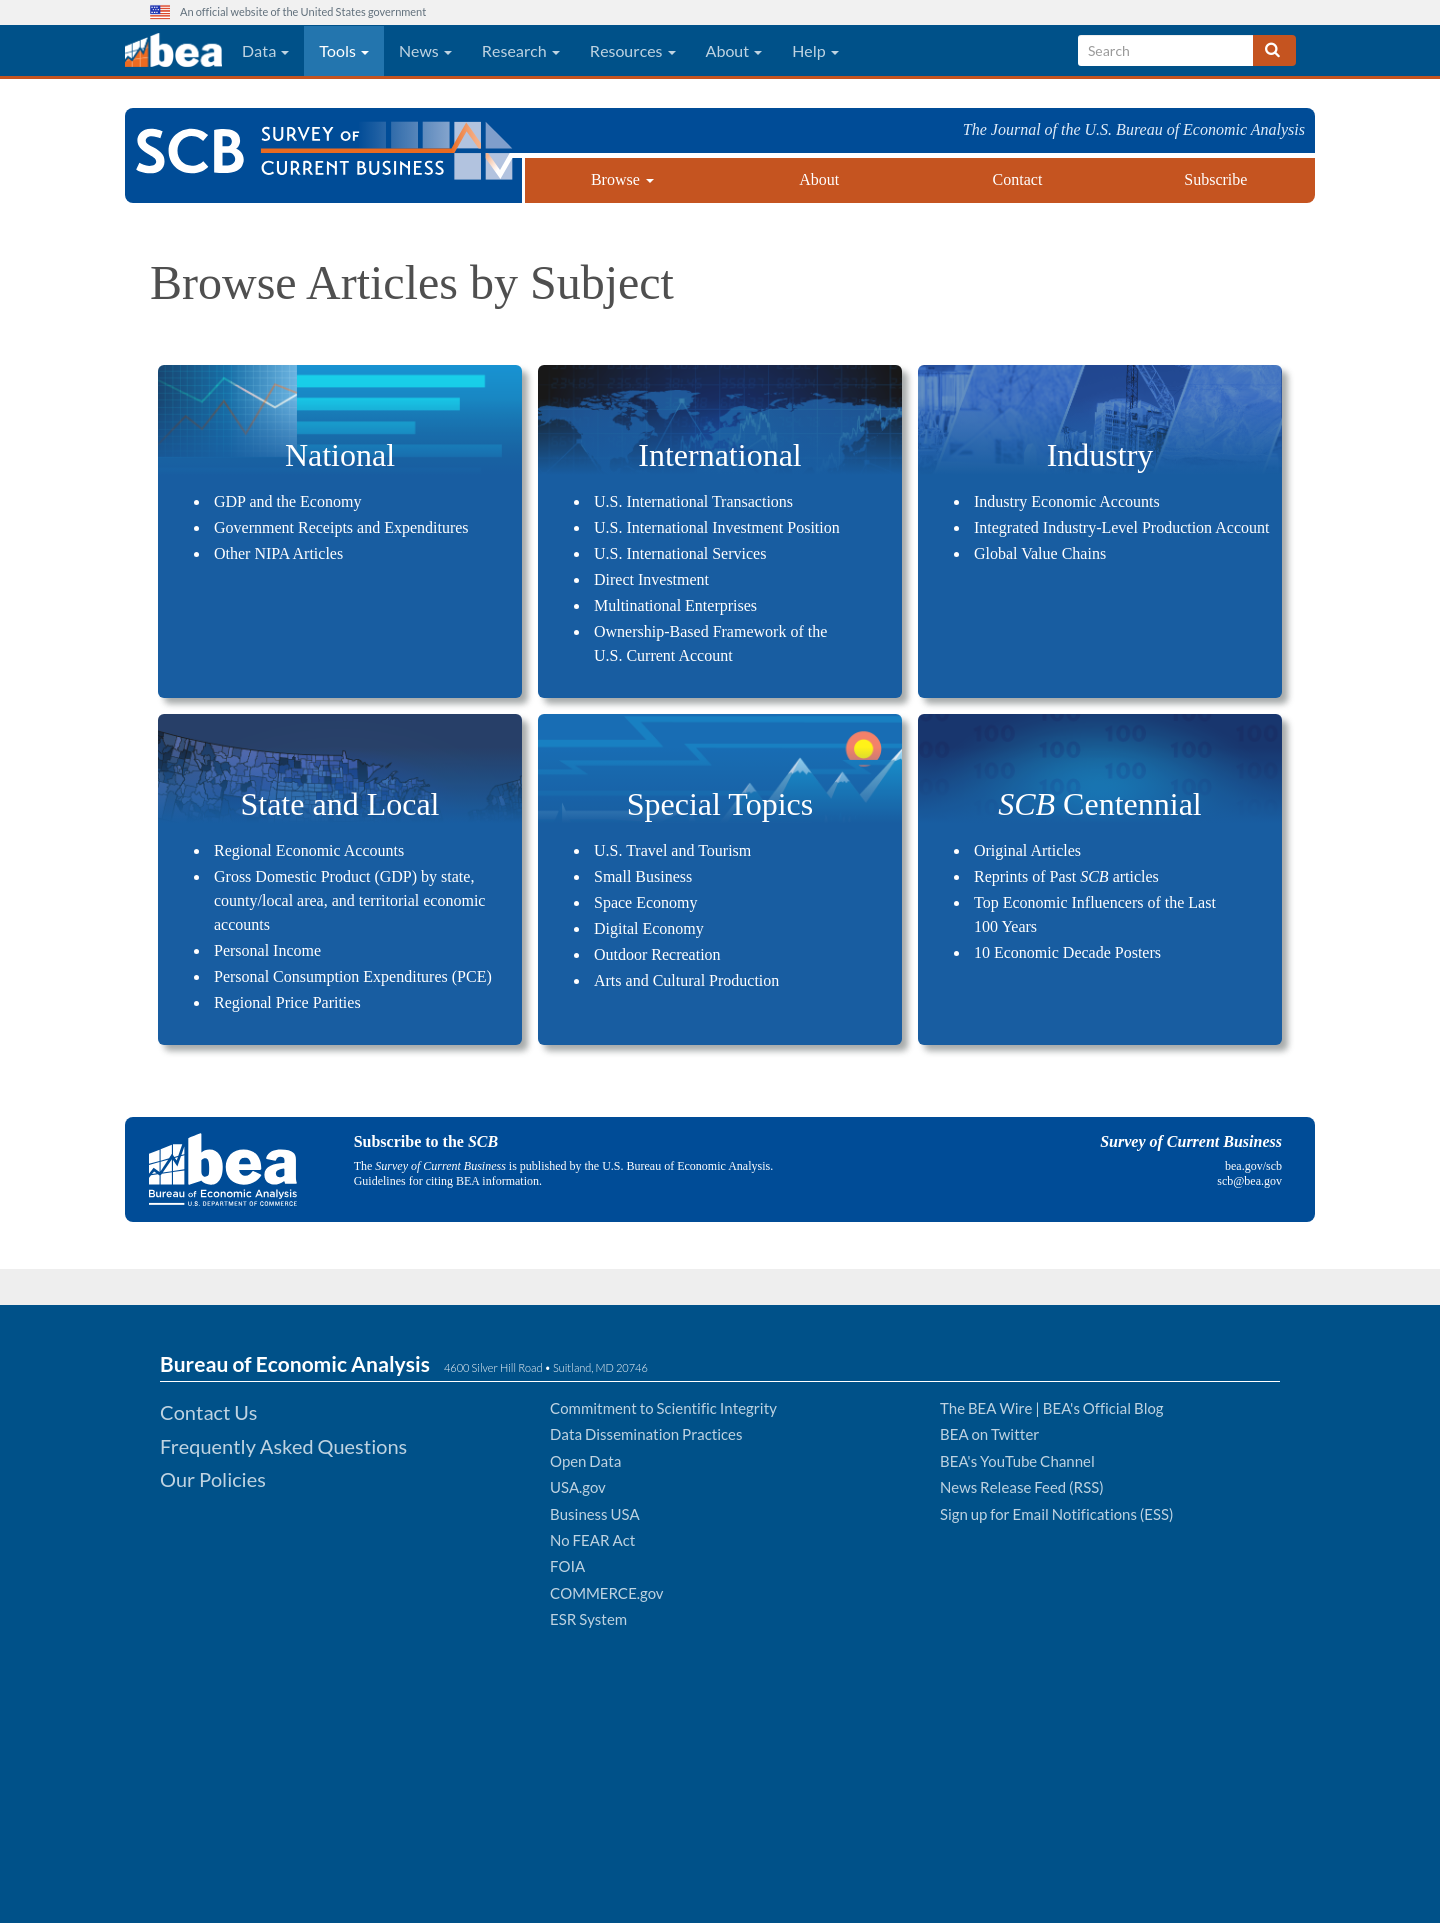 An official website of the United States government
bea Data Tools News Research Resources About Help Search
The Journal of the U.S. Bureau of Economic Analysis
SCB SURVEY OF
CURRENT BUSINESS
Browse About Contact Subscribe
Browse Articles by Subject
National
GDP and the Economy
Government Receipts and Expenditures
Other NIPA Articles
International
U.S. International Transactions
U.S. International Investment Position
U.S. International Services
Direct Investment
Multinational Enterprises
Ownership-Based Framework of the
U.S. Current Account
Industry
Industry Economic Accounts
Integrated Industry-Level Production Account
Global Value Chains
State and Local
Regional Economic Accounts
Gross Domestic Product (GDP) by state,
county/local area, and territorial economic
accounts
Personal Income
Personal Consumption Expenditures (PCE)
Regional Price Parities
Special Topics
U.S. Travel and Tourism
Small Business
Space Economy
Digital Economy
Outdoor Recreation
Arts and Cultural Production
100 100 100 100
100 100 100
100 100
SCB Centennial
Original Articles
Reprints of Past SCB articles
Top Economic Influencers of the Last
100 Years
10 Economic Decade Posters
bea
Bureau of Economic Analysis
U.S. DEPARTMENT OF COMMERCE
Subscribe to the SCB
The Survey of Current Business is published by the U.S. Bureau of Economic Analysis.
Guidelines for citing BEA information.
Survey of Current Business
bea.gov/scb
scb@bea.gov
Bureau of Economic Analysis 4600 Silver Hill Road • Suitland, MD 20746
Contact Us
Frequently Asked Questions
Our Policies
Commitment to Scientific Integrity
Data Dissemination Practices
Open Data
USA.gov
Business USA
No FEAR Act
FOIA
COMMERCE.gov
ESR System
The BEA Wire | BEA's Official Blog
BEA on Twitter
BEA's YouTube Channel
News Release Feed (RSS)
Sign up for Email Notifications (ESS)